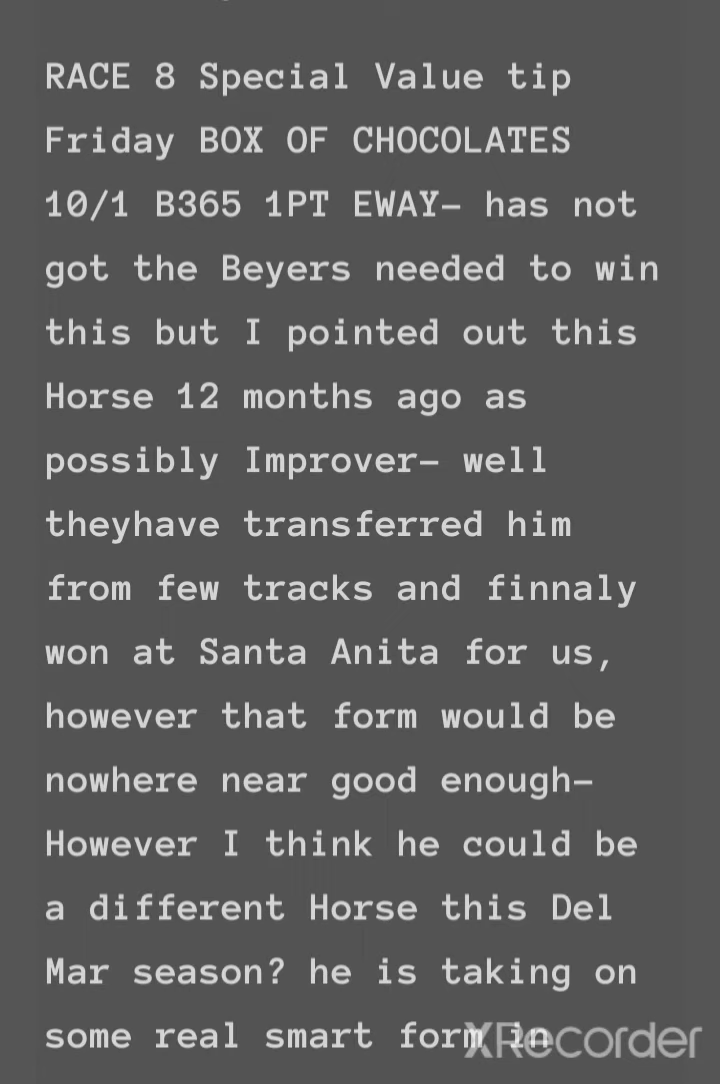 RACE 8 Special Value tip
Friday BOX OF CHOCOLATES
10/1 B365 1PT EWAY- has not
got the Beyers needed to win
this but I pointed out this
Horse 12 months ago as
possibly Improver- well
theyhave transferred him
from few tracks and finnaly
won at Santa Anita for us,
however that form would be
nowhere near good enough-
However I think he could be
a different Horse this Del
Mar season? he is taking on
some real smart form in
XRecorder